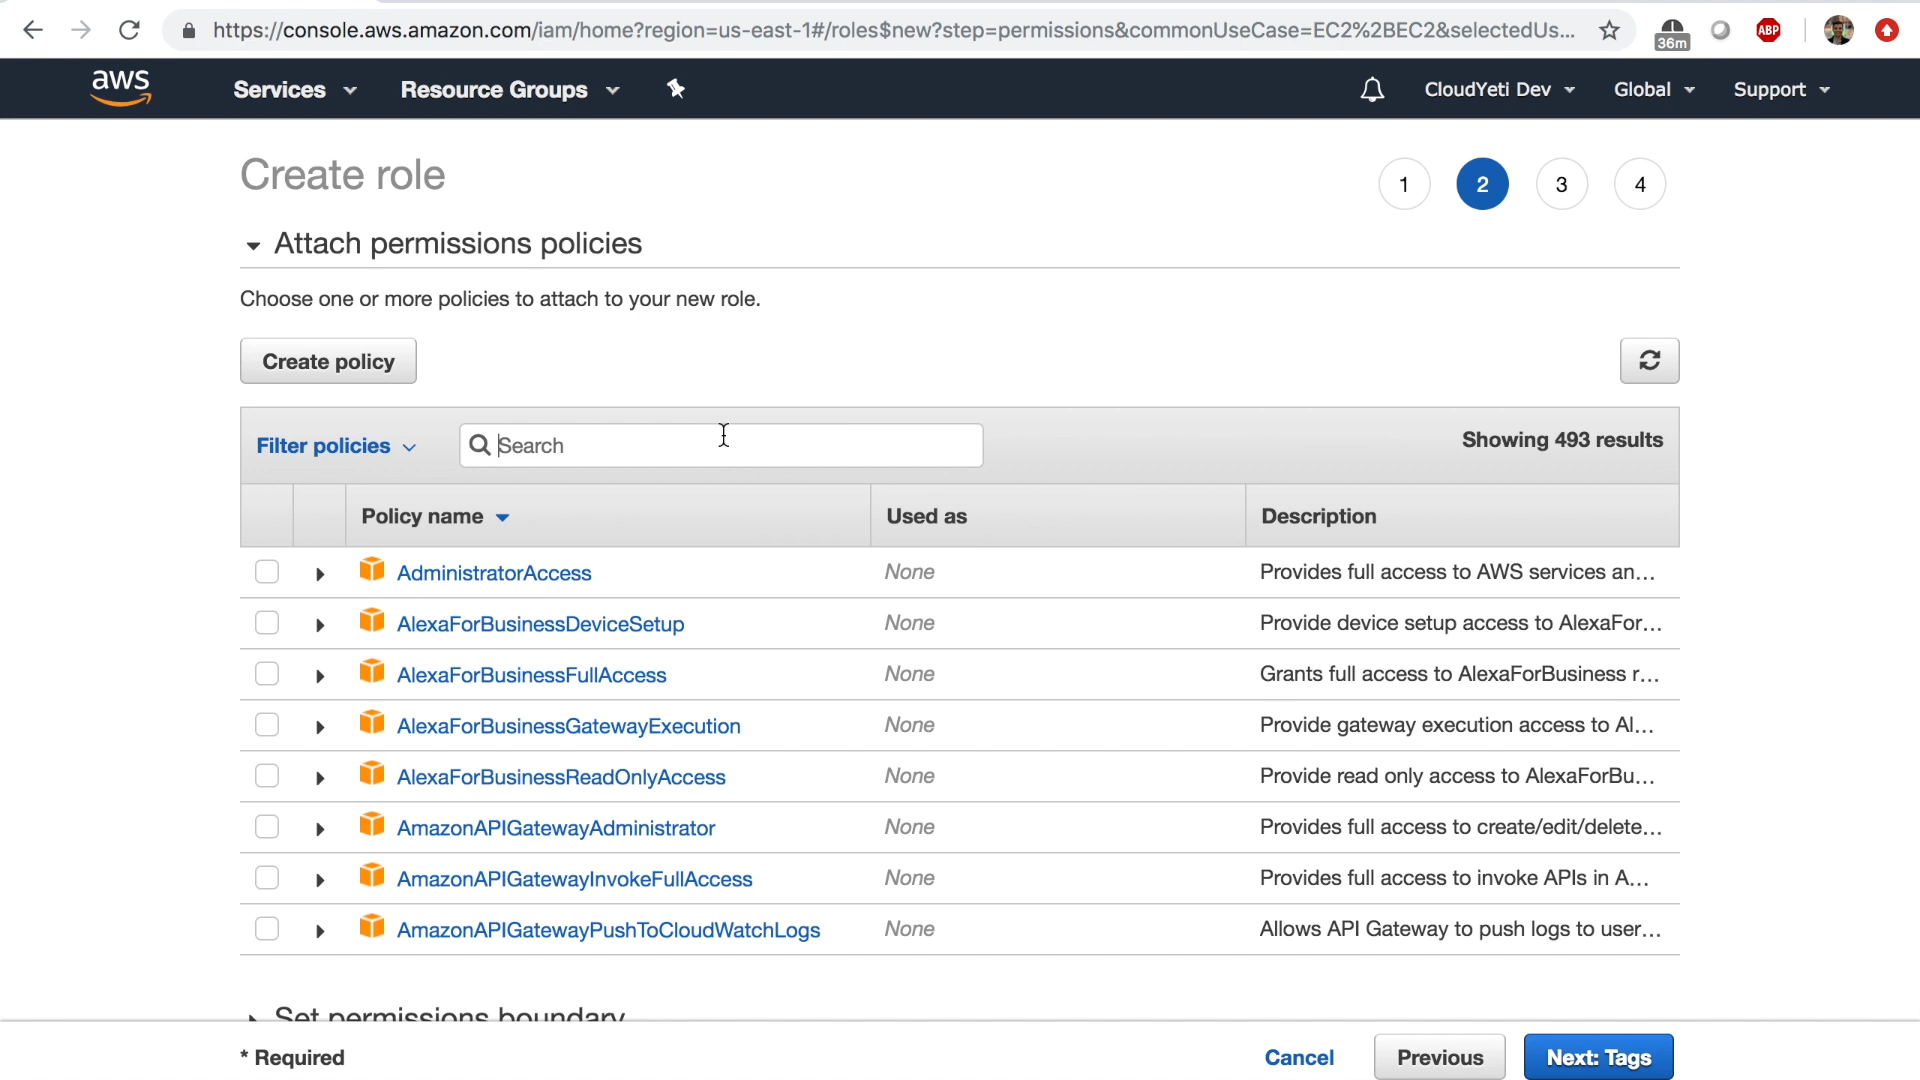 https://console.aws.amazon.com/iam/home?region=us-east-1#/roles$new?step=permissions&commonUseCase=EC2%2BEC2&selectedUs...
36m
ABP
aws
Services
Resource Groups
CloudYeti Dev
Global
Support
Create role
1
2
3
4
Attach permissions policies
Choose one or more policies to attach to your new role.
Create policy
Filter policies
Search
Showing 493 results
Policy name
Used as
Description
AdministratorAccess None Provides full access to AWS services an...
AlexaForBusinessDeviceSetup None Provide device setup access to AlexaFor...
AlexaForBusinessFullAccess None Grants full access to AlexaForBusiness r...
AlexaForBusinessGatewayExecution None Provide gateway execution access to Al...
AlexaForBusinessReadOnlyAccess None Provide read only access to AlexaForBu...
AmazonAPIGatewayAdministrator None Provides full access to create/edit/delete...
AmazonAPIGatewayInvokeFullAccess None Provides full access to invoke APIs in A...
AmazonAPIGatewayPushToCloudWatchLogs None Allows API Gateway to push logs to user...
Set permissions boundary
* Required
Cancel
Previous
Next: Tags